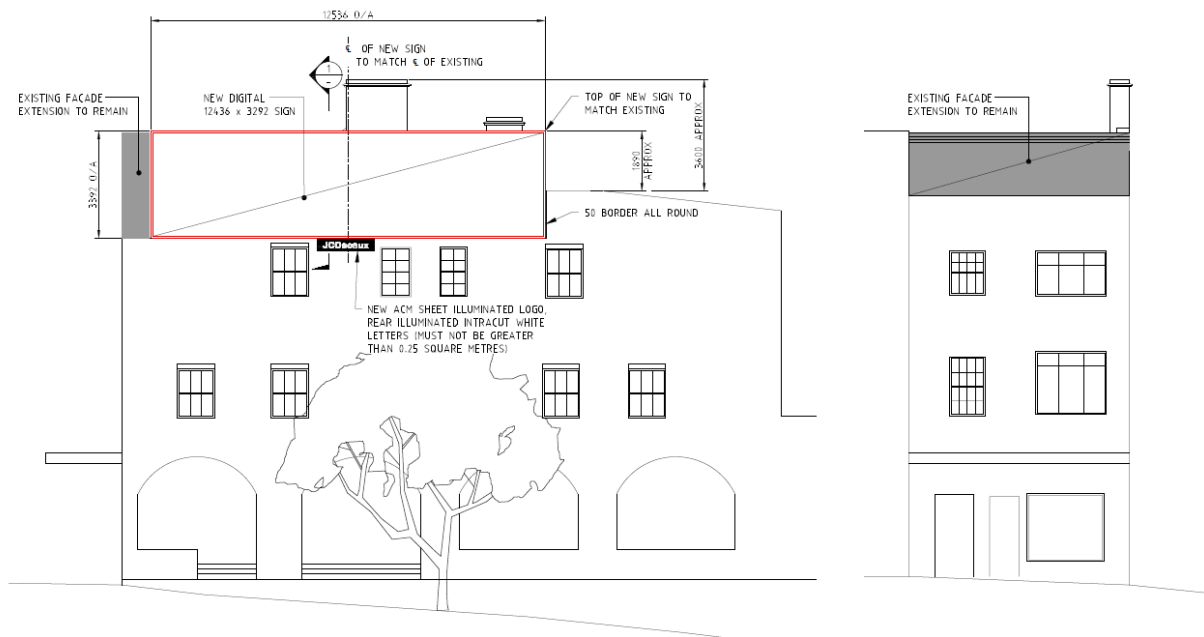 12536 O/A
℄ OF NEW SIGN
TO MATCH ℄ OF EXISTING
1
-
EXISTING FACADE
EXTENSION TO REMAIN
NEW DIGITAL
12436 x 3292 SIGN
TOP OF NEW SIGN TO
MATCH EXISTING
3392 O/A
1890
APPROX
3600 APPROX
50 BORDER ALL ROUND
JCDecaux
NEW ACM SHEET ILLUMINATED LOGO,
REAR ILLUMINATED INTRACUT WHITE
LETTERS (MUST NOT BE GREATER
THAN 0.25 SQUARE METRES)
EXISTING FACADE
EXTENSION TO REMAIN